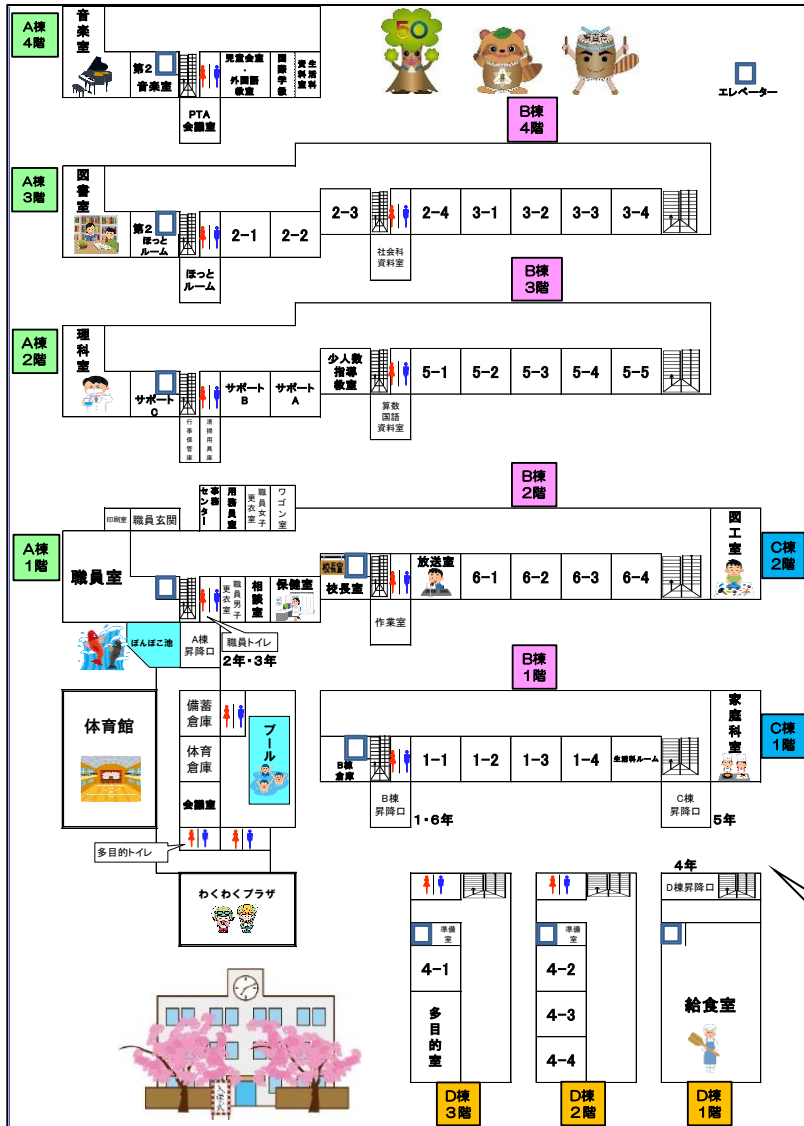 A棟
4階
音
楽
室
第2
音楽室
児童会室
・
外国語
教室
国際学級
生活科
資料室
PTA
会議室
50
エレベーター
B棟
4階
A棟
3階
図
書
室
第2
ほっと
ルーム
2-1
2-2
ほっと
ルーム
2-3
2-4
3-1
3-2
3-3
3-4
社会科
資料室
B棟
3階
A棟
2階
理
科
室
サポート
C
サポート
B
サポート
A
行事保管庫
清掃用具庫
少人数
指導
教室
5-1
5-2
5-3
5-4
5-5
算数
国語
資料室
B棟
2階
印刷室
職員玄関
事務
センター
用務員室
職員女子
更衣室
ワゴン室
A棟
1階
職員室
職員男子
更衣室
相談室
保健室
校長室
校長室
放送室
6-1
6-2
6-3
6-4
図
工
室
C棟
2階
作業室
ぽんぽこ池
A棟
昇降口
職員トイレ
2年・3年
B棟
1階
体育館
備蓄
倉庫
体育
倉庫
会議室
プール
B棟
倉庫
1-1
1-2
1-3
1-4
生活科ルーム
家
庭
科
室
C棟
1階
B棟
昇降口
1・6年
C棟
昇降口
5年
多目的トイレ
わくわくプラザ
4年
D棟昇降口
準備
室
4-1
多
目
的
室
準備
室
4-2
4-3
4-4
給食室
D棟
3階
D棟
2階
D棟
1階